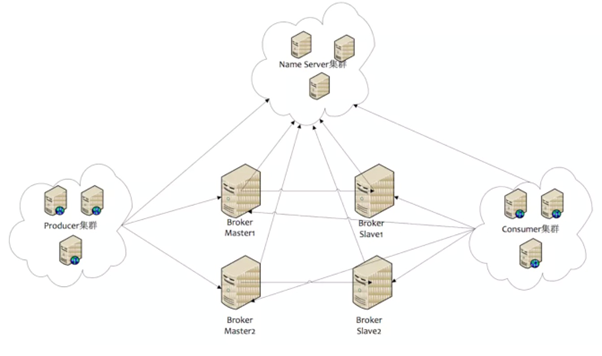 Name Server集群
Producer集群
Broker
Master1
Broker
Slave1
Consumer集群
Broker
Master2
Broker
Slave2